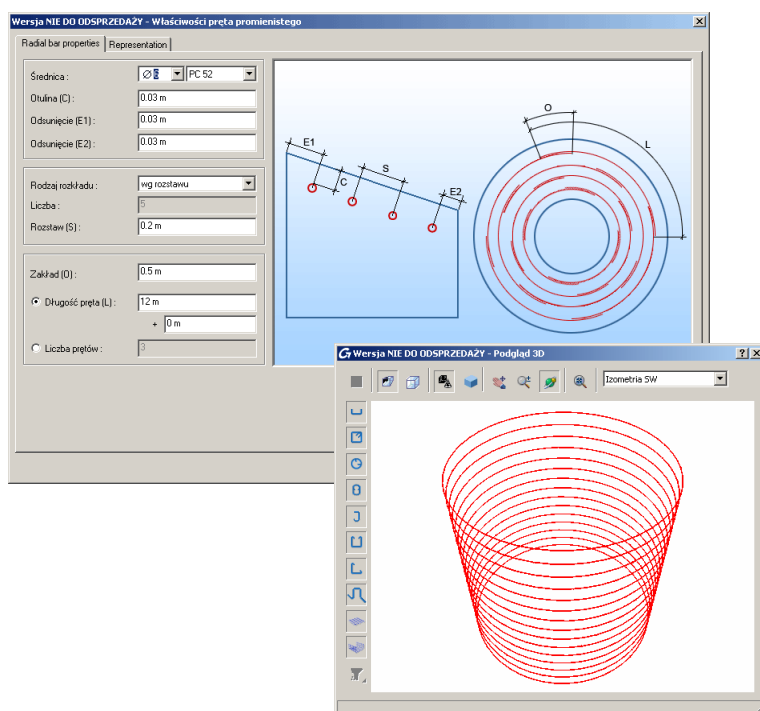 Wersja NIE DO ODSPRZEDAŻY - Właściwości pręta promienistego
Radial bar properties Representation
Średnica : ∅ 6 PC 52
Otulina (C) : 0.03 m
Odsunięcie (E1) : 0.03 m
Odsunięcie (E2) : 0.03 m
Rodzaj rozkładu : wg rozstawu
Liczba : 5
Rozstaw (S) : 0.2 m
Zakład (O) : 0.5 m
Długość pręta (L) : 12 m
+ 0 m
Liczba prętów : 3
E1
C
S
E2
O
L
Wersja NIE DO ODSPRZEDAŻY - Podgląd 3D
Izometria SW